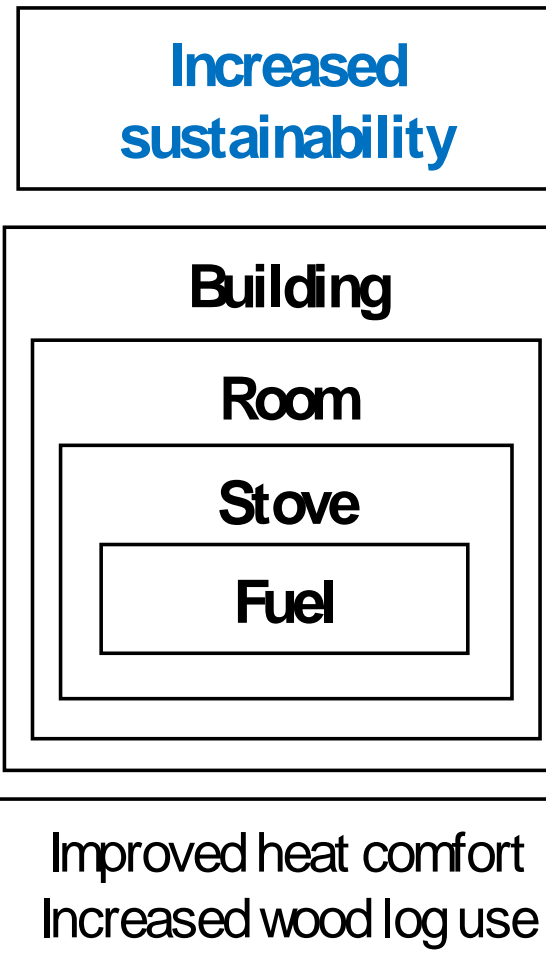 Increased
sustainability
Building
Room
Stove
Fuel
Improved heat comfort
Increased wood log use